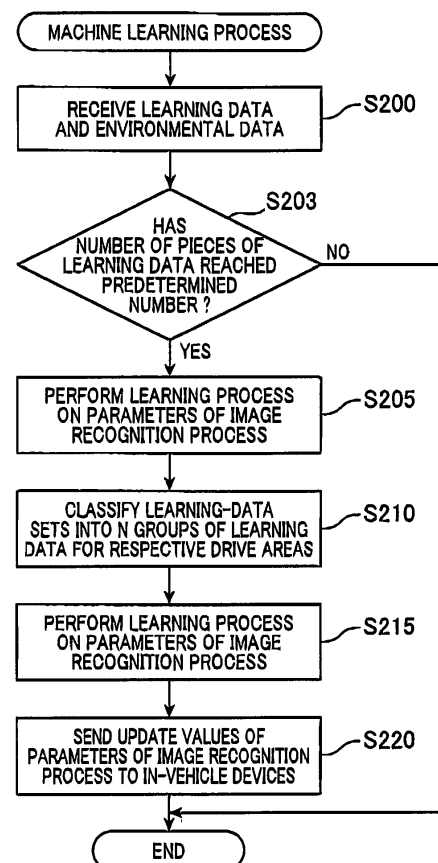 MACHINE LEARNING PROCESS
RECEIVE LEARNING DATA
AND ENVIRONMENTAL DATA
S200
S203
HAS
NUMBER OF PIECES OF
LEARNING DATA REACHED
PREDETERMINED
NUMBER ?
NO
YES
PERFORM LEARNING PROCESS
ON PARAMETERS OF IMAGE
RECOGNITION PROCESS
S205
CLASSIFY LEARNING-DATA
SETS INTO N GROUPS OF LEARNING
DATA FOR RESPECTIVE DRIVE AREAS
S210
PERFORM LEARNING PROCESS
ON PARAMETERS OF IMAGE
RECOGNITION PROCESS
S215
SEND UPDATE VALUES OF
PARAMETERS OF IMAGE RECOGNITION
PROCESS TO IN-VEHICLE DEVICES
S220
END